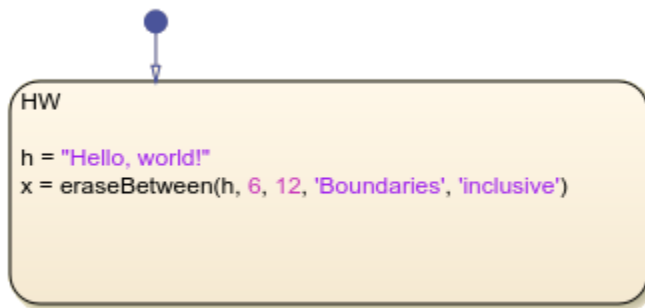 HW
h = "Hello, world!"
x = eraseBetween(h, 6, 12, 'Boundaries', 'inclusive')